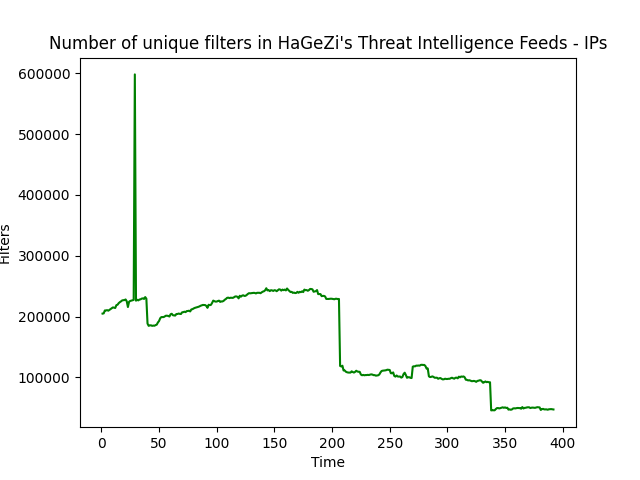 Number of unique filters in HaGeZi's Threat Intelligence Feeds - IPs
600000
500000
400000
300000
200000
100000
Filters
0 50 100 150 200 250 300 350 400
Time